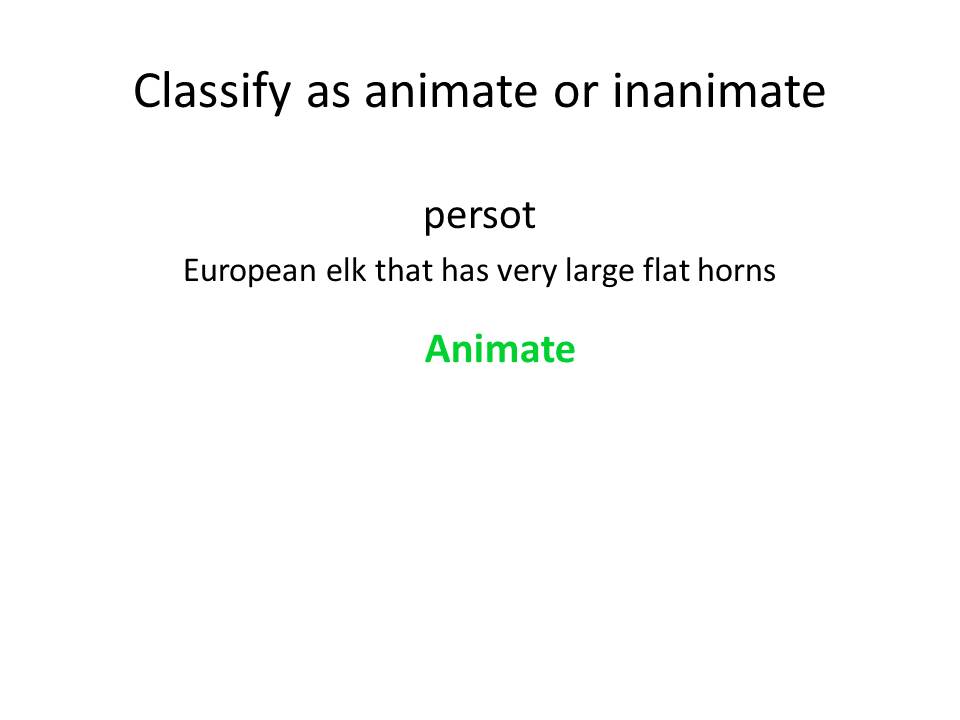 Classify as animate or inanimate
persot
European elk that has very large flat horns
Animate